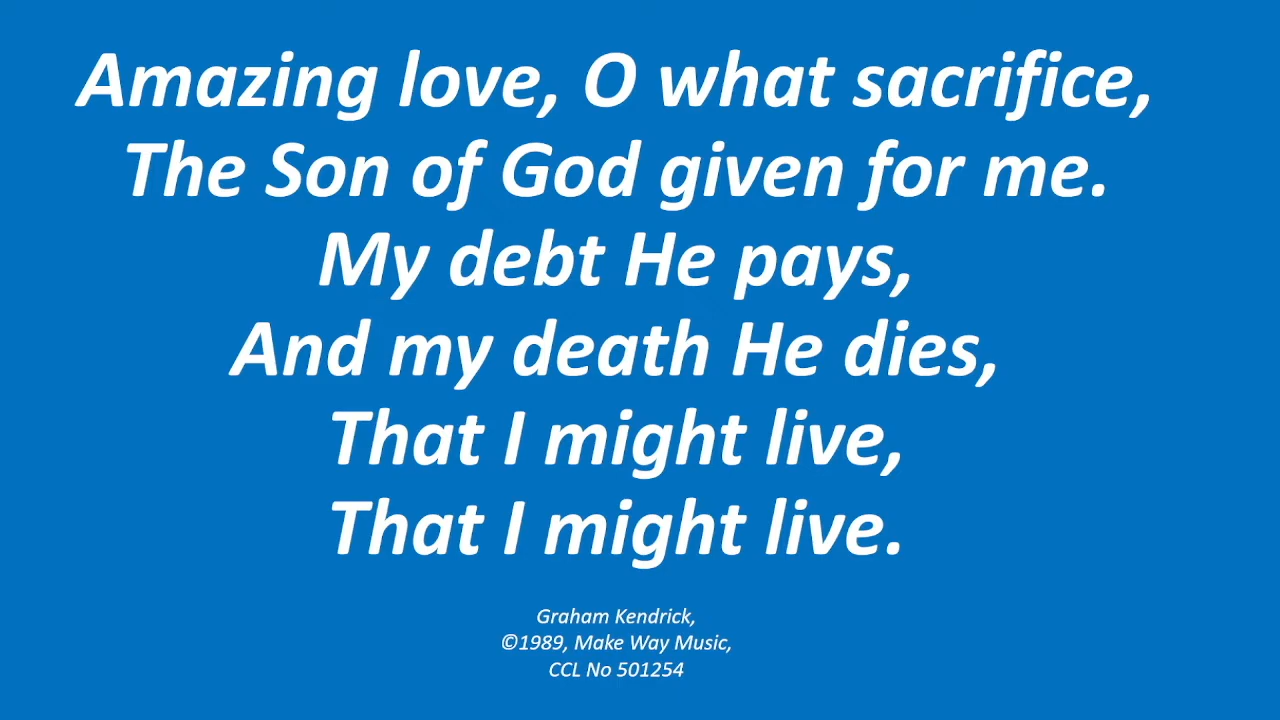 Amazing love, O what sacrifice,
The Son of God given for me.
My debt He pays,
And my death He dies,
That I might live,
That I might live.
Graham Kendrick,
©1989, Make Way Music,
CCL No 501254